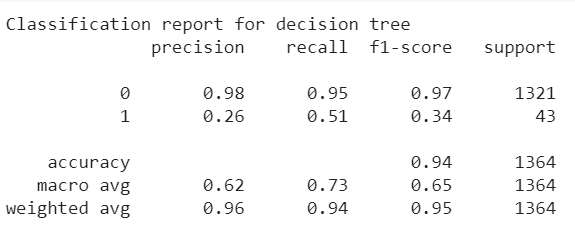 Classification report for decision tree
precision recall f1-score support
0 0.98 0.95 0.97 1321
1 0.26 0.51 0.34 43
accuracy 0.94 1364
macro avg 0.62 0.73 0.65 1364
weighted avg 0.96 0.94 0.95 1364